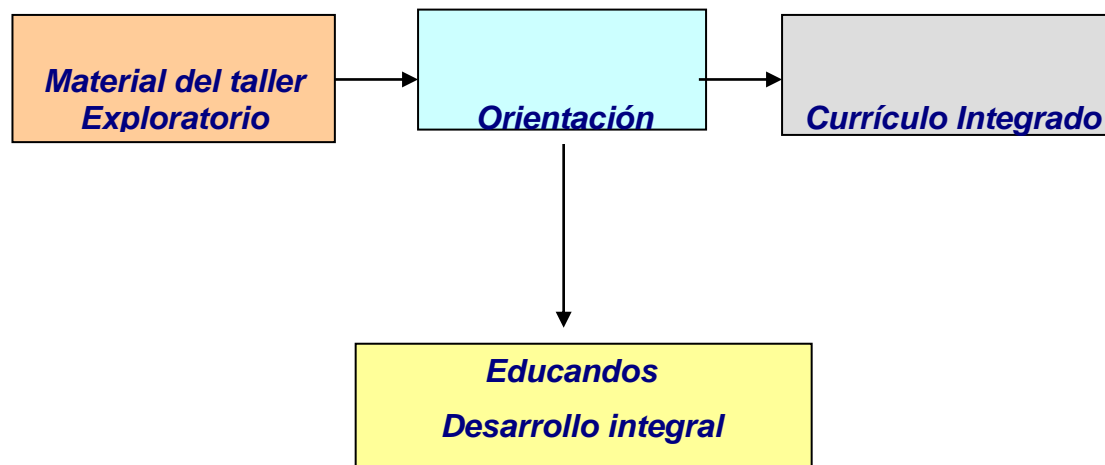 Material del taller
Exploratorio
Orientación
Currículo Integrado
Educandos
Desarrollo integral